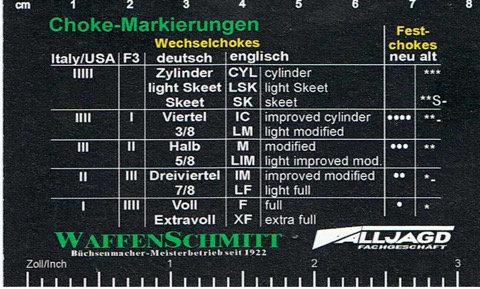 cm 1 2 3 4 5 6 7 8
Choke-Markierungen
Wechselchokes Fest-
Italy/USA F3 deutsch englisch chokes
neu alt
IIIII Zylinder CYL cylinder ***
light Skeet LSK light Skeet
Skeet SK skeet **S-
IIII I Viertel IC improved cylinder •••• **-
3/8 LM light modified
III II Halb M modified ••• **
5/8 LIM light improved mod.
II III Dreiviertel IM improved modified •• *-
7/8 LF light full
I IIII Voll F full • *
Extravoll XF extra full
WAFFENSCHMITT ALLJAGD
Büchsenmacher-Meisterbetrieb seit 1922 FACHGESCHÄFT
Zoll/Inch 1 2 3